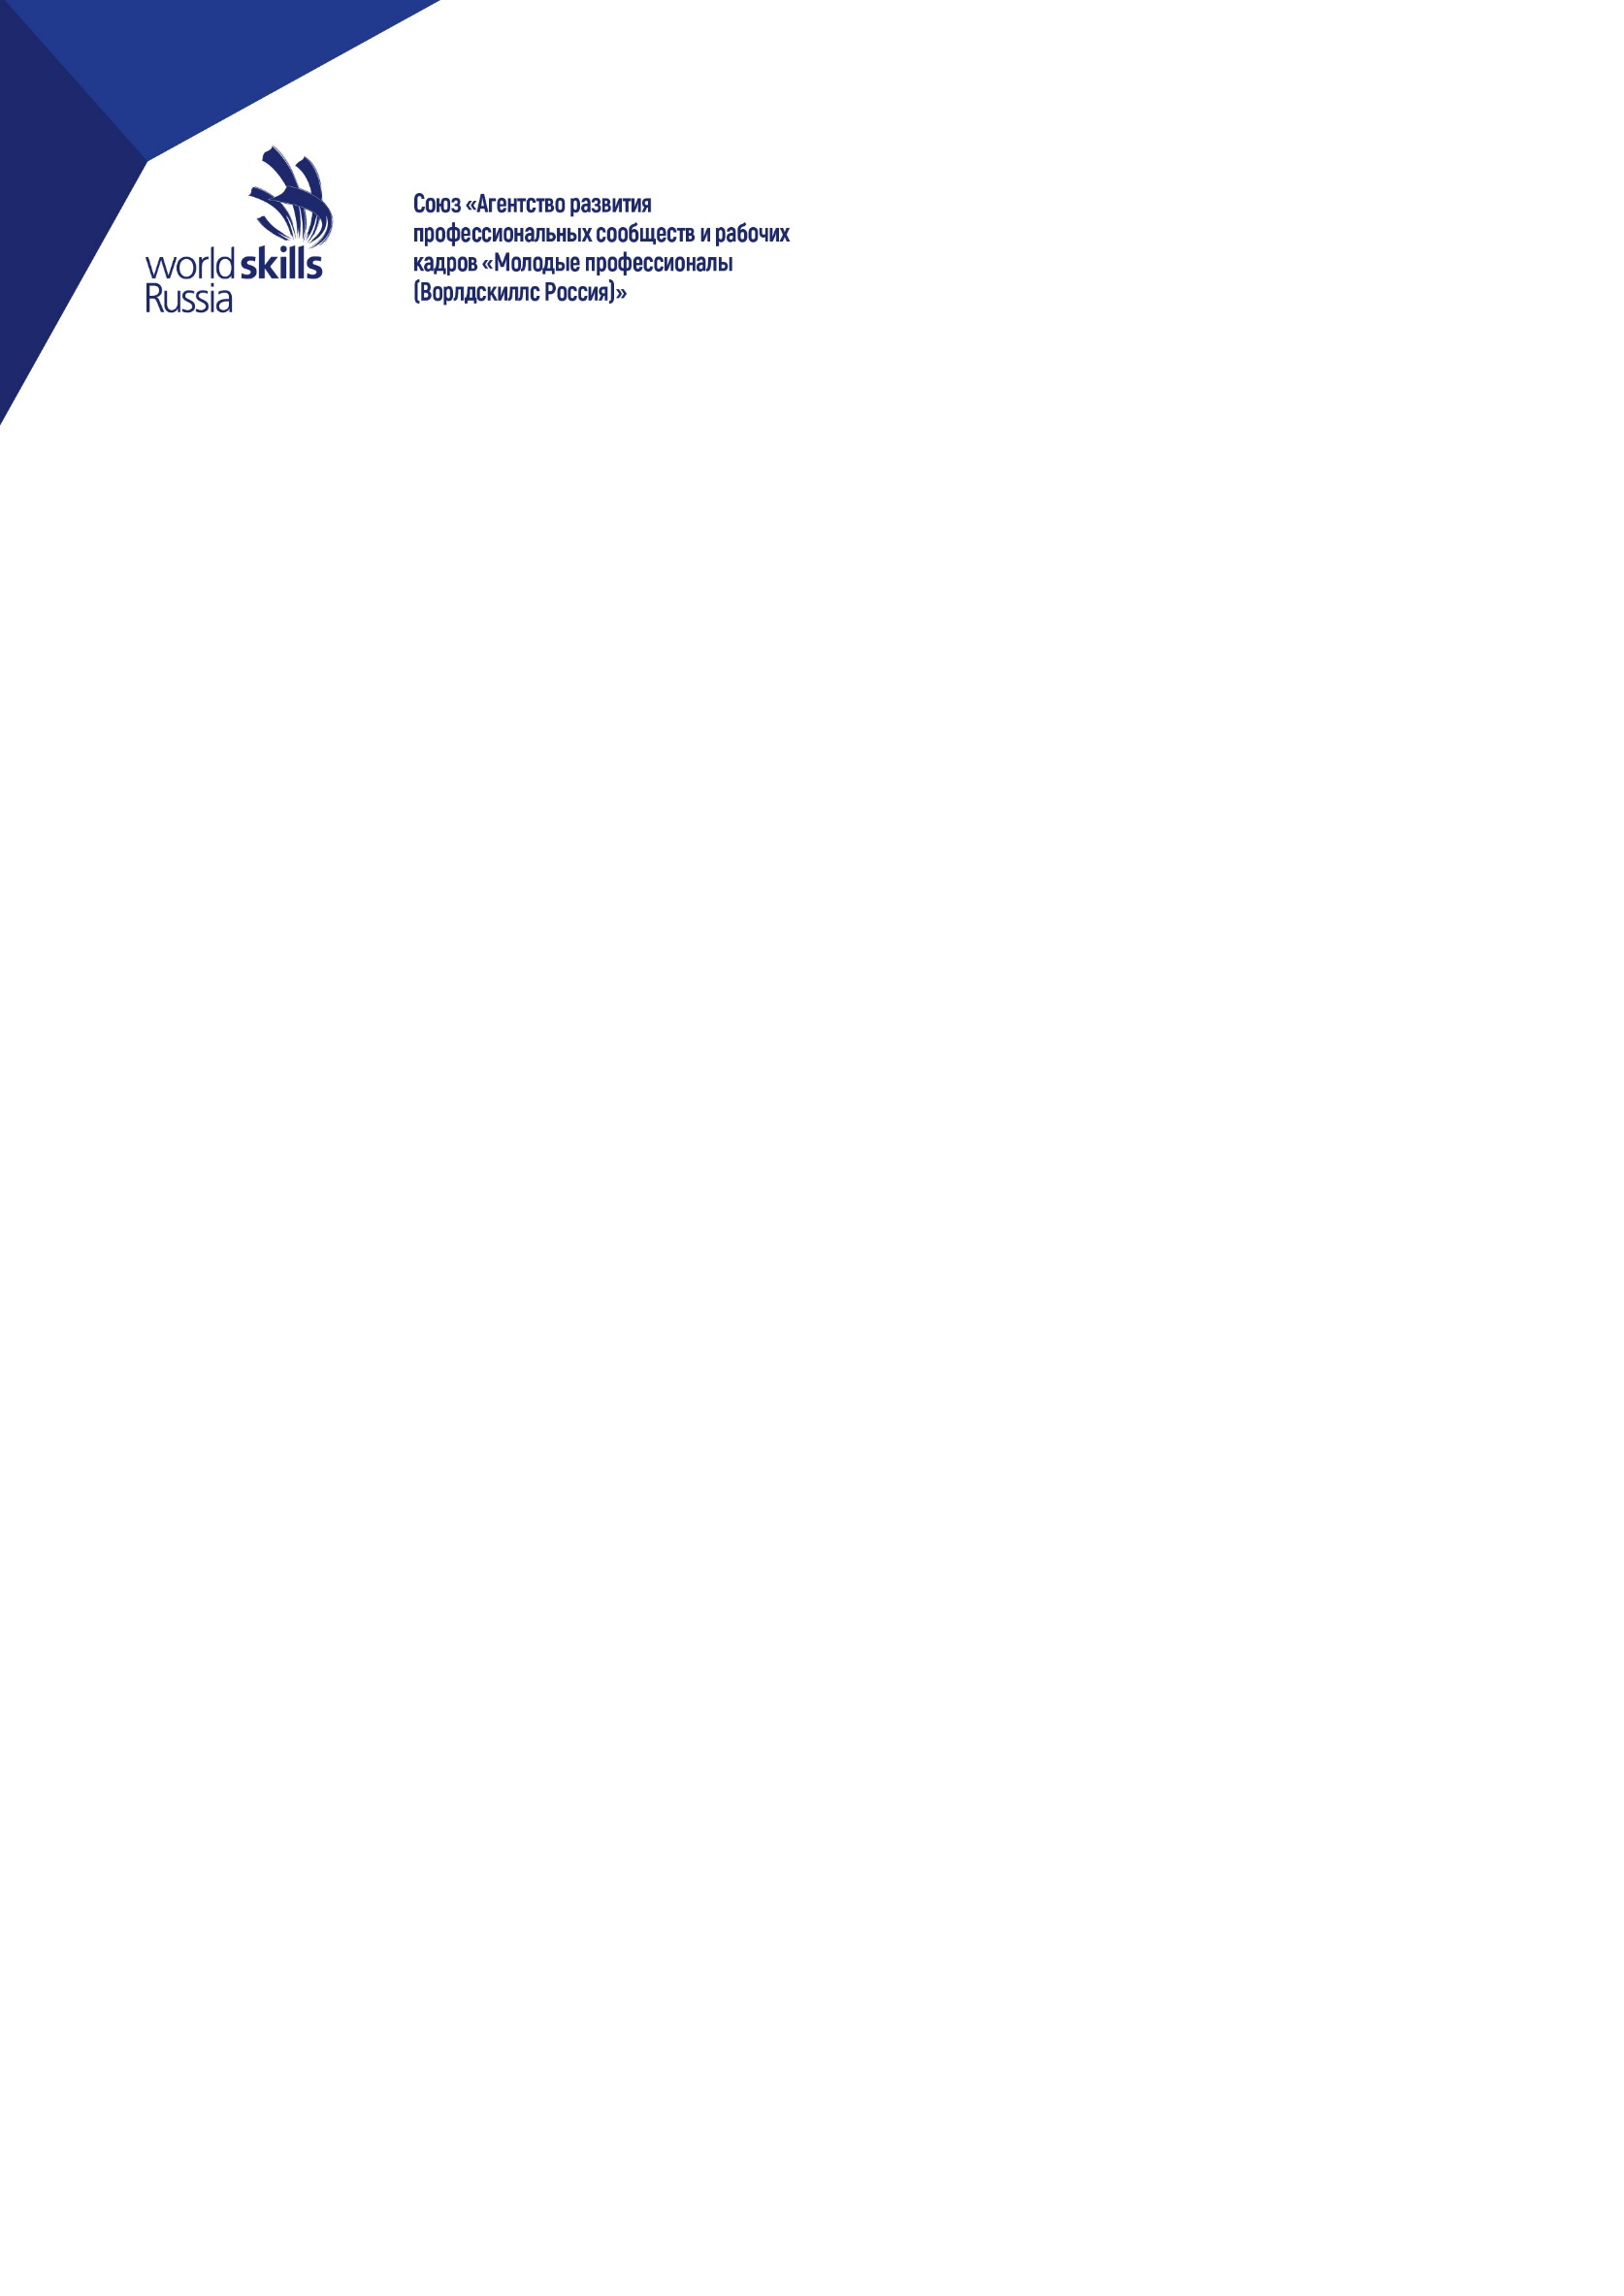 world skills
Russia
Союз «Агентство развития
профессиональных сообществ и рабочих
кадров «Молодые профессионалы
(Ворлдскиллс Россия)»